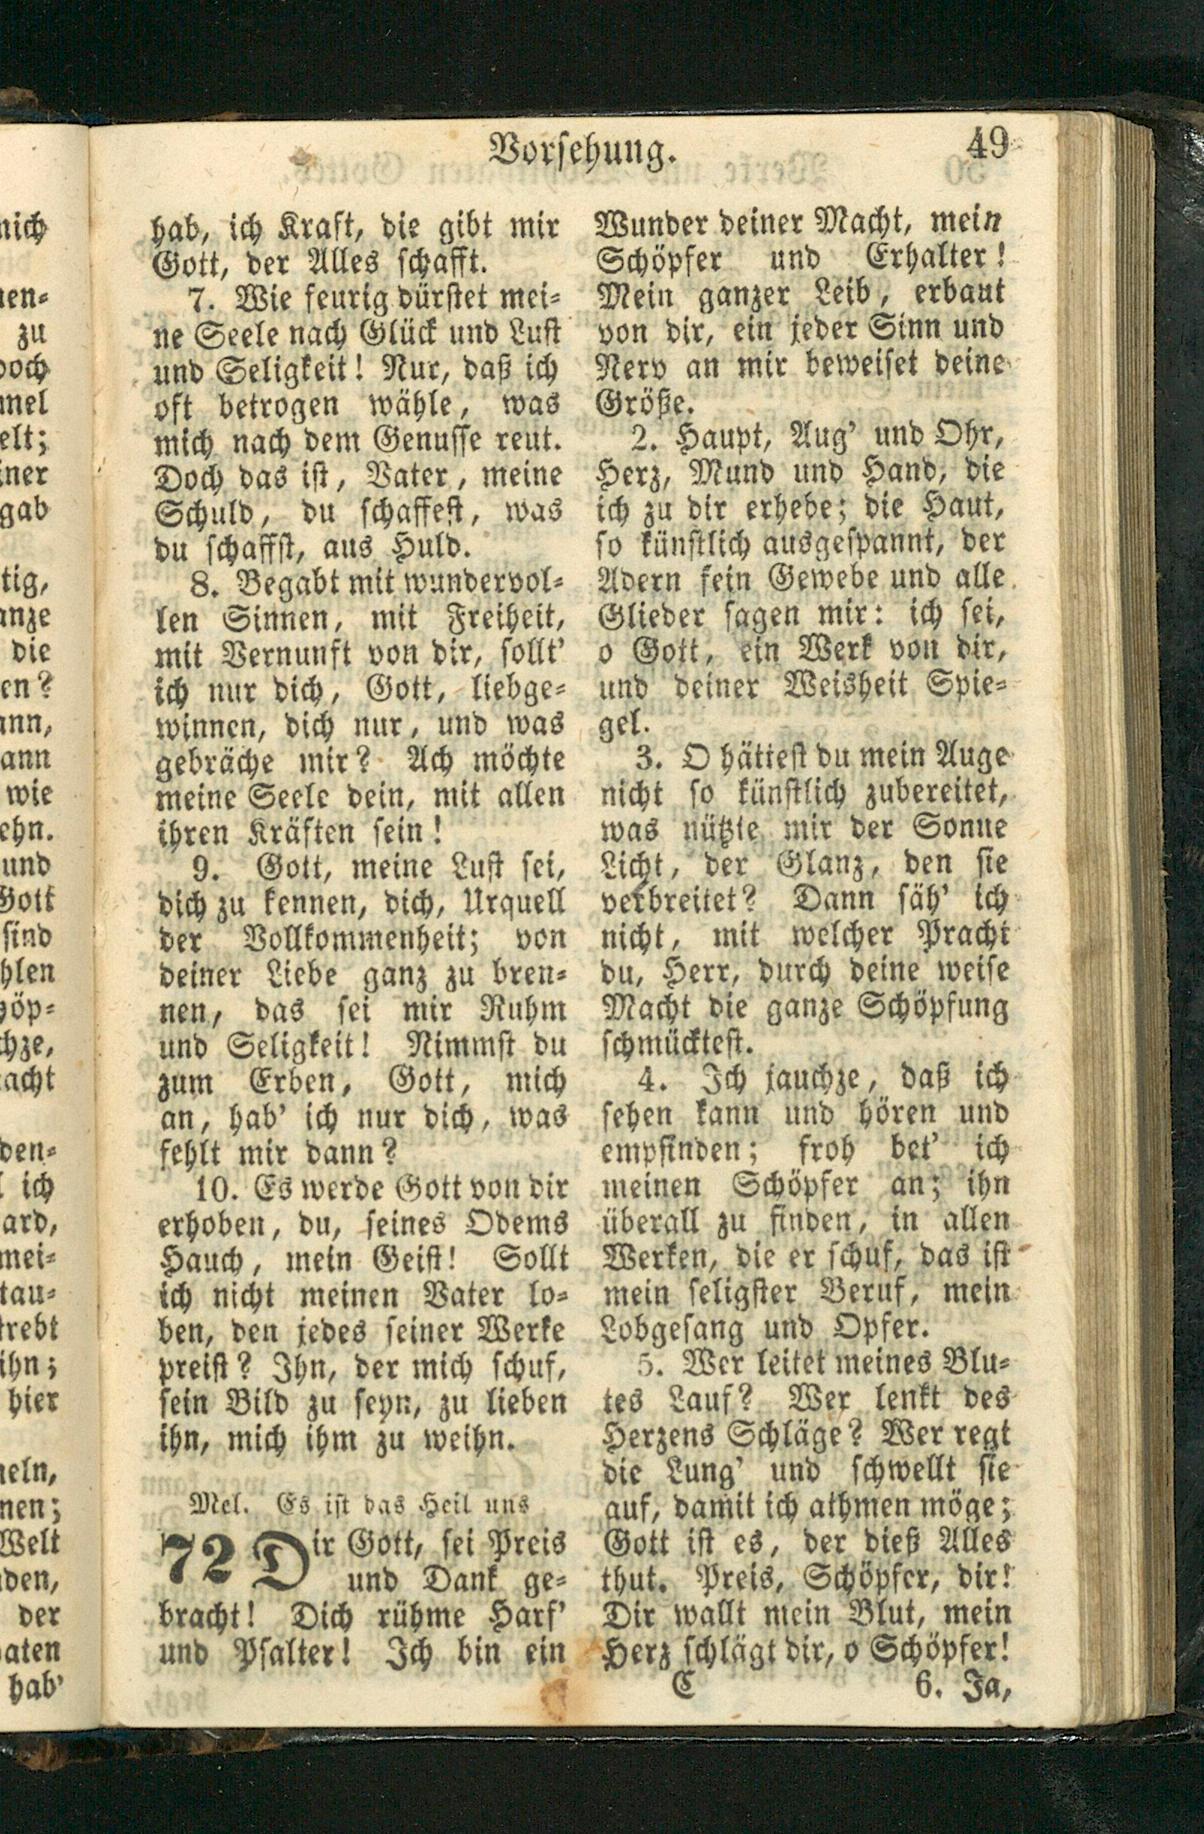 Vorsehung.
49
hab, ich Kraft, die gibt mir
Gott, der Alles schafft.
7. Wie feurig dürstet mei-
ne Seele nach Glück und Lust
und Seligkeit! Nur, daß ich
oft betrogen wähle, was
mich nach dem Genusse reut.
Doch das ist, Vater, meine
Schuld, du schaffest, was
du schaffst, aus Huld.
8. Begabt mit wundervol-
len Sinnen, mit Freiheit,
mit Vernunft von dir, sollt'
ich nur dich, Gott, liebge-
winnen, dich nur, und was
gebräche mir? Ach möchte
meine Seele dein, mit allen
ihren Kräften sein!
9. Gott, meine Lust sei,
dich zu kennen, dich, Urquell
der Vollkommenheit; von
deiner Liebe ganz zu bren-
nen, das sei mir Ruhm
und Seligkeit! Nimmst du
zum Erben, Gott, mich
an, hab' ich nur dich, was
fehlt mir dann?
10. Es werde Gott von dir
erhoben, du, seines Odems
Hauch, mein Geist! Sollt
ich nicht meinen Vater lo-
ben, den jedes seiner Werke
preist? Ihn, der mich schuf,
sein Bild zu seyn, zu lieben
ihn, mich ihm zu weihn.
Mel. Es ist das Heil uns
72 Dir Gott, sei Preis
und Dank ge-
bracht! Dich rühme Harf'
und Psalter! Ich bin ein
Wunder deiner Macht, mein
Schöpfer und Erhalter!
Mein ganzer Leib, erbaut
von dir, ein jeder Sinn und
Nerv an mir beweiset deine
Größe.
2. Haupt, Aug' und Ohr,
Herz, Mund und Hand, die
ich zu dir erhebe; die Haut,
so künstlich ausgespannt, der
Adern fein Gewebe und alle
Glieder sagen mir: ich sei,
o Gott, ein Werk von dir,
und deiner Weisheit Spie-
gel.
3. O hättest du mein Auge
nicht so künstlich zubereitet,
was nützte mir der Sonne
Licht, der Glanz, den sie
verbreitet? Dann säh' ich
nicht, mit welcher Pracht
du, Herr, durch deine weise
Macht die ganze Schöpfung
schmücktest.
4. Ich jauchze, daß ich
sehen kann und hören und
empfinden; froh bet' ich
meinen Schöpfer an; ihn
überall zu finden, in allen
Werken, die er schuf, das ist
mein seligster Beruf, mein
Lobgesang und Opfer.
5. Wer leitet meines Blu-
tes Lauf? Wer lenkt des
Herzens Schläge? Wer regt
die Lung' und schwellt sie
auf, damit ich athmen möge;
Gott ist es, der dieß Alles
thut. Preis, Schöpfer, dir!
Dir wallt mein Blut, mein
Herz schlägt dir, o Schöpfer!
C
6. Ja,